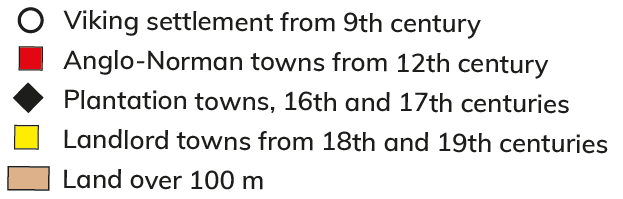 Viking settlement from 9th century
Anglo-Norman towns from 12th century
Plantation towns, 16th and 17th centuries
Landlord towns from 18th and 19th centuries
Land over 100 m